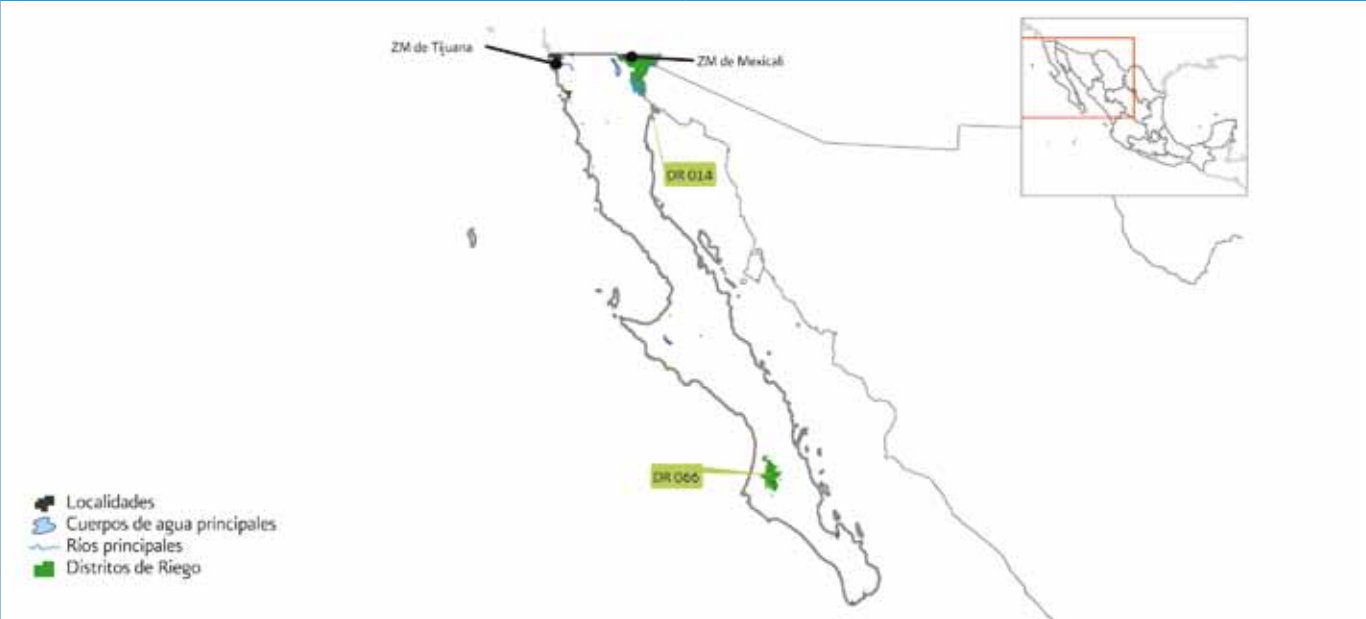 ZM de Tijuana
ZM de Mexicali
DR 014
DR 066
Localidades
Cuerpos de agua principales
Ríos principales
Distritos de Riego